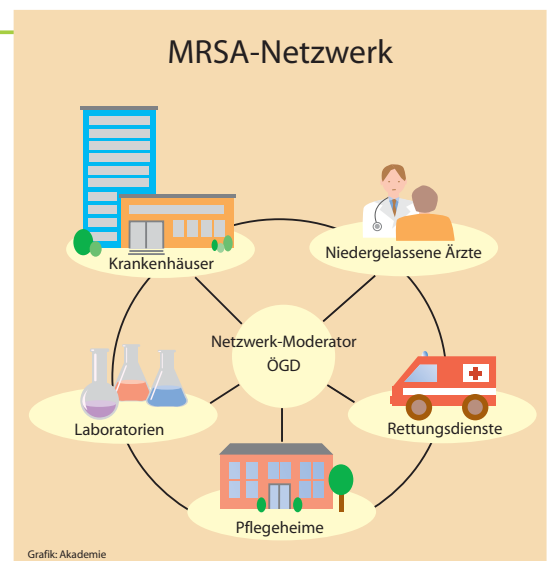 MRSA-Netzwerk
Krankenhäuser
Niedergelassene Ärzte
Netzwerk-Moderator
ÖGD
Laboratorien
Rettungsdienste
Pflegeheime
Grafik: Akademie